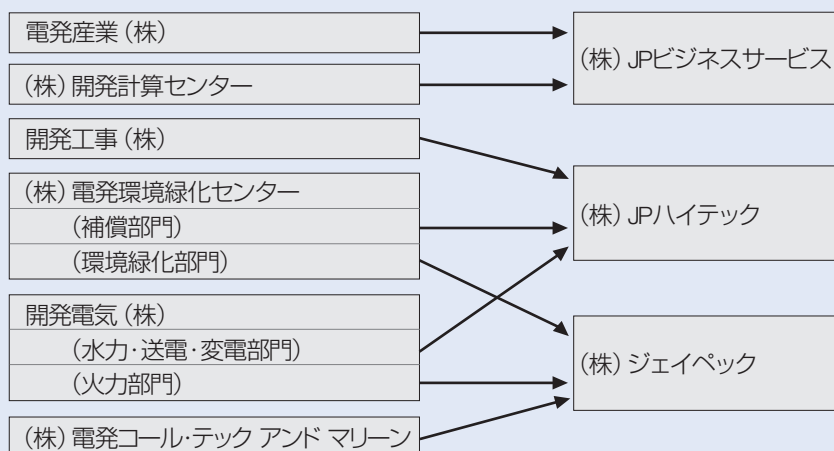 電発産業（株）
（株）開発計算センター
開発工事（株）
（株）電発環境緑化センター
（補償部門）
（環境緑化部門）
開発電気（株）
（水力・送電・変電部門）
（火力部門）
（株）電発コール・テック アンド マリーン
（株）JPビジネスサービス
（株）JPハイテック
（株）ジェイペック